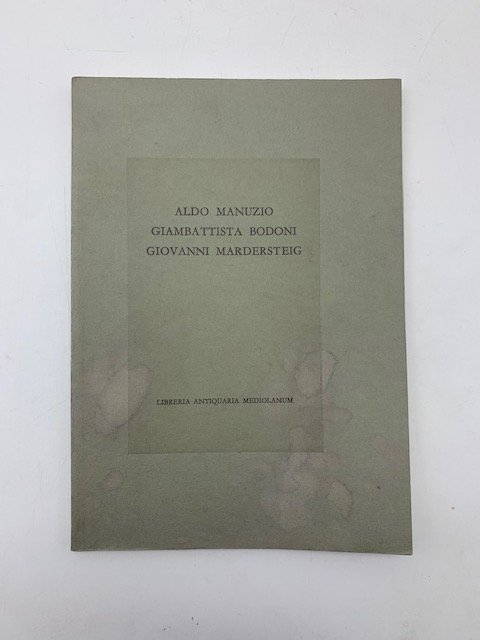 ALDO MANUZIO
GIAMBATTISTA BODONI
GIOVANNI MARDERSTEIG
LIBRERIA ANTIQUARIA MEDIOLANUM